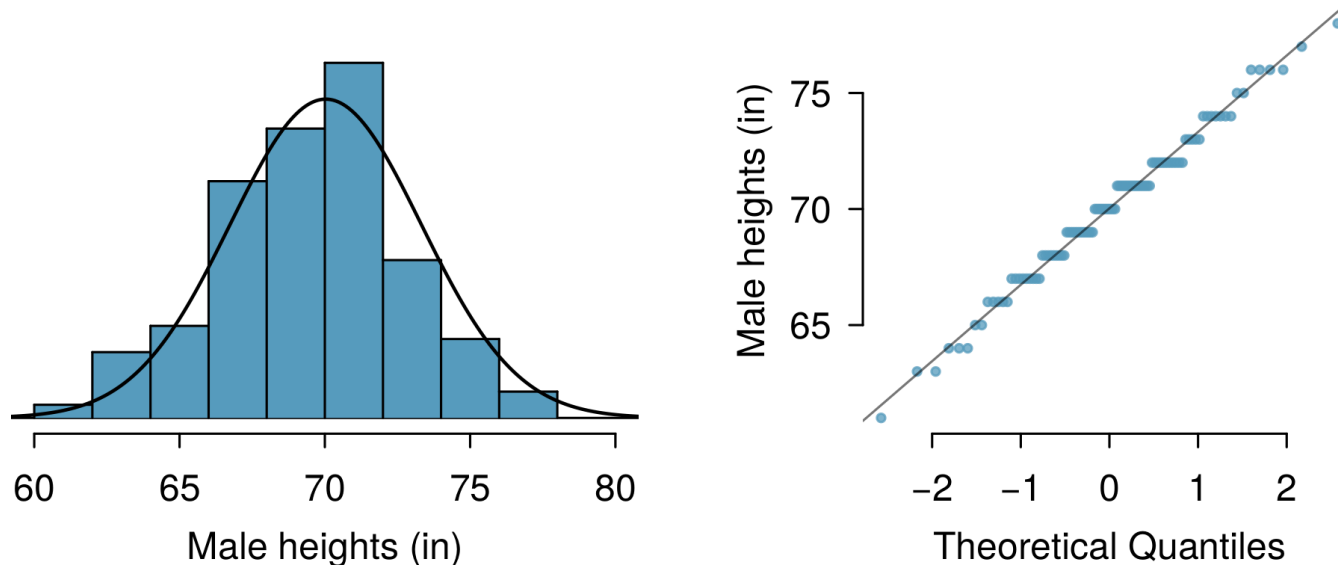 60 65 70 75 80
Male heights (in)
Male heights (in)
75
70
65
−2 −1 0 1 2
Theoretical Quantiles